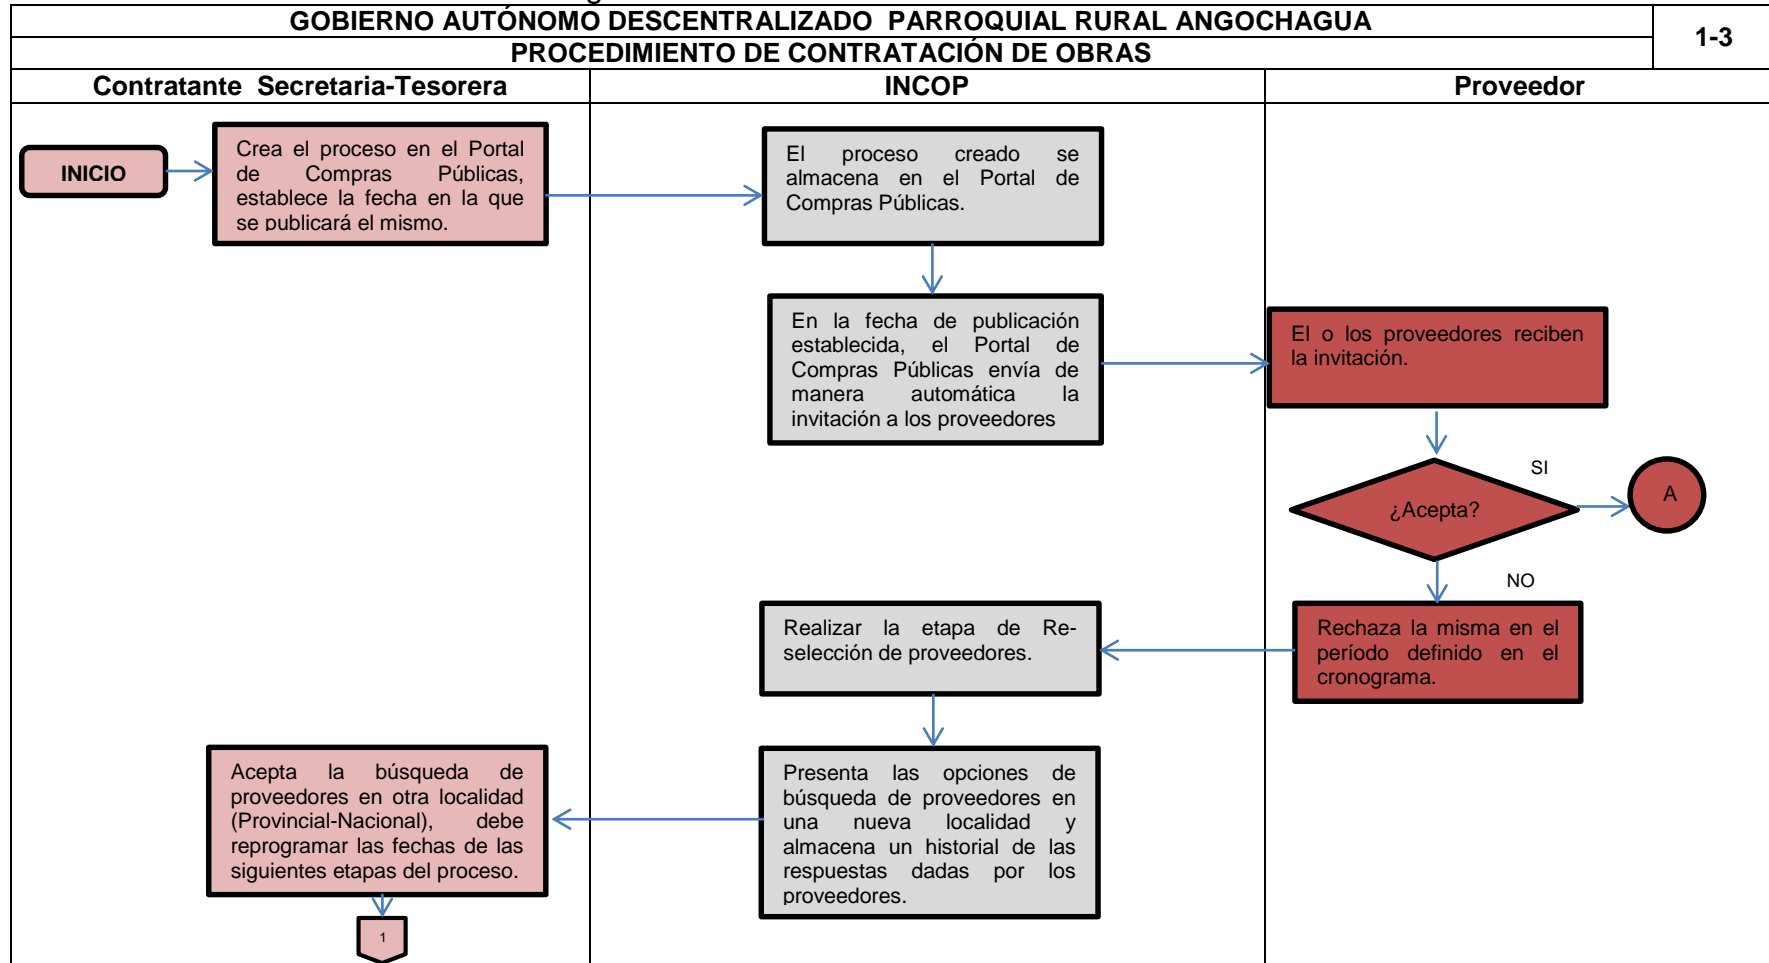 GOBIERNO AUTÓNOMO DESCENTRALIZADO PARROQUIAL RURAL ANGOCHAGUA
1-3
PROCEDIMIENTO DE CONTRATACIÓN DE OBRAS
Contratante Secretaria-Tesorera
INCOP
Proveedor
INICIO
Crea el proceso en el Portal
de Compras Públicas,
establece la fecha en la que
se publicará el mismo.
El proceso creado se
almacena en el Portal de
Compras Públicas.
En la fecha de publicación
establecida, el Portal de
Compras Públicas envía de
manera automática la
invitación a los proveedores
El o los proveedores reciben
la invitación.
¿Acepta?
SI
A
NO
Rechaza la misma en el
período definido en el
cronograma.
Realizar la etapa de Re-
selección de proveedores.
Presenta las opciones de
búsqueda de proveedores en
una nueva localidad y
almacena un historial de las
respuestas dadas por los
proveedores.
Acepta la búsqueda de
proveedores en otra localidad
(Provincial-Nacional), debe
reprogramar las fechas de las
siguientes etapas del proceso.
1